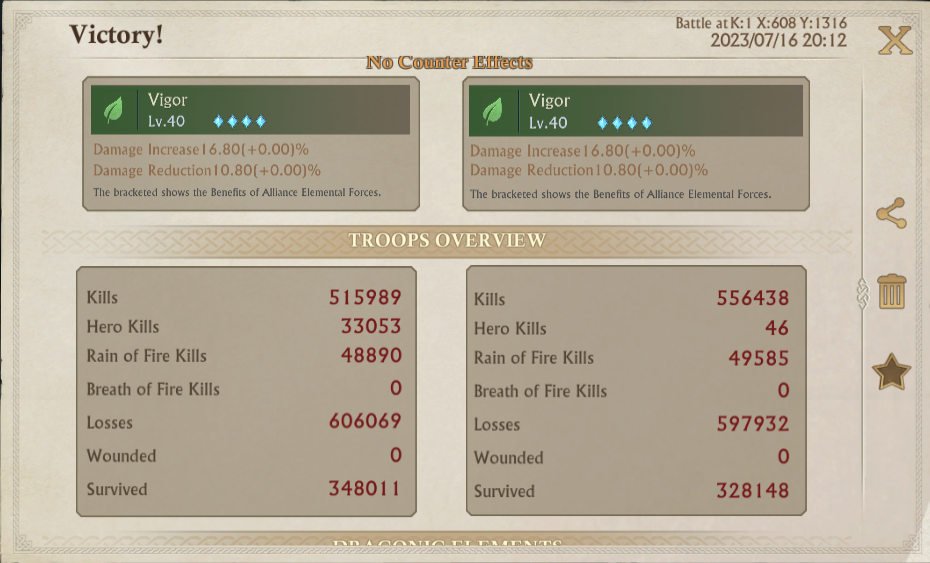 Victory!
Battle at K:1 X:608 Y:1316
2023/07/16 20:12
No Counter Effects
Vigor
Lv.40
Damage Increase16.80(+0.00)%
Damage Reduction10.80(+0.00)%
The bracketed shows the Benefits of Alliance Elemental Forces.
Vigor
Lv.40
Damage Increase16.80(+0.00)%
Damage Reduction10.80(+0.00)%
The bracketed shows the Benefits of Alliance Elemental Forces.
TROOPS OVERVIEW
Kills 515989
Hero Kills 33053
Rain of Fire Kills 48890
Breath of Fire Kills 0
Losses 606069
Wounded 0
Survived 348011
Kills 556438
Hero Kills 46
Rain of Fire Kills 49585
Breath of Fire Kills 0
Losses 597932
Wounded 0
Survived 328148
DRACONIC ELEMENTS